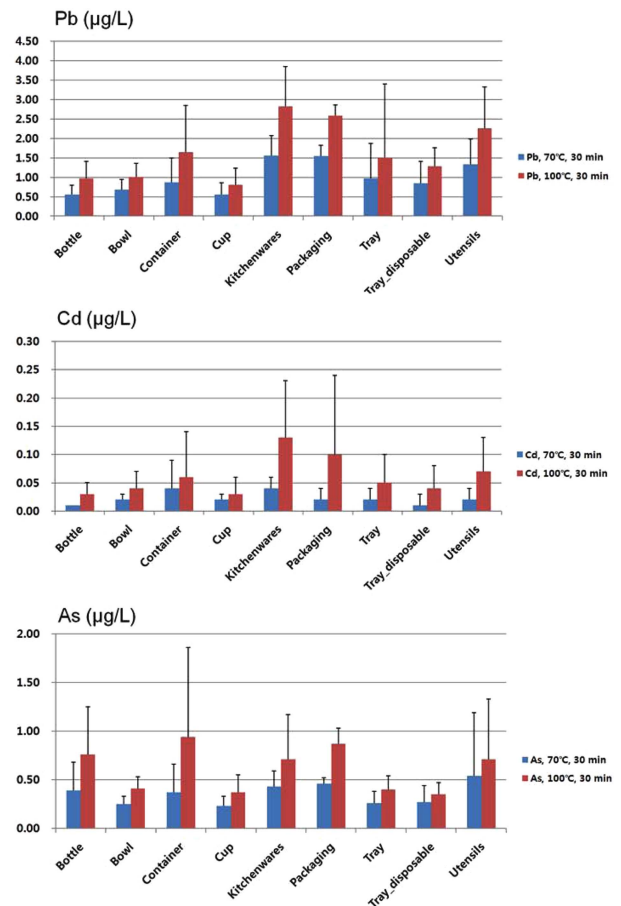 Pb (µg/L)
4.50
4.00
3.50
3.00
2.50
2.00
1.50
1.00
0.50
0.00
Bottle
Bowl
Container
Cup
Kitchenwares
Packaging
Tray
Tray_disposable
Utensils
Pb, 70℃, 30 min
Pb, 100℃, 30 min
Cd (µg/L)
0.30
0.25
0.20
0.15
0.10
0.05
0.00
Bottle
Bowl
Container
Cup
Kitchenwares
Packaging
Tray
Tray_disposable
Utensils
Cd, 70℃, 30 min
Cd, 100℃, 30 min
As (µg/L)
2.00
1.50
1.00
0.50
0.00
Bottle
Bowl
Container
Cup
Kitchenwares
Packaging
Tray
Tray_disposable
Utensils
As, 70℃, 30 min
As, 100℃, 30 min